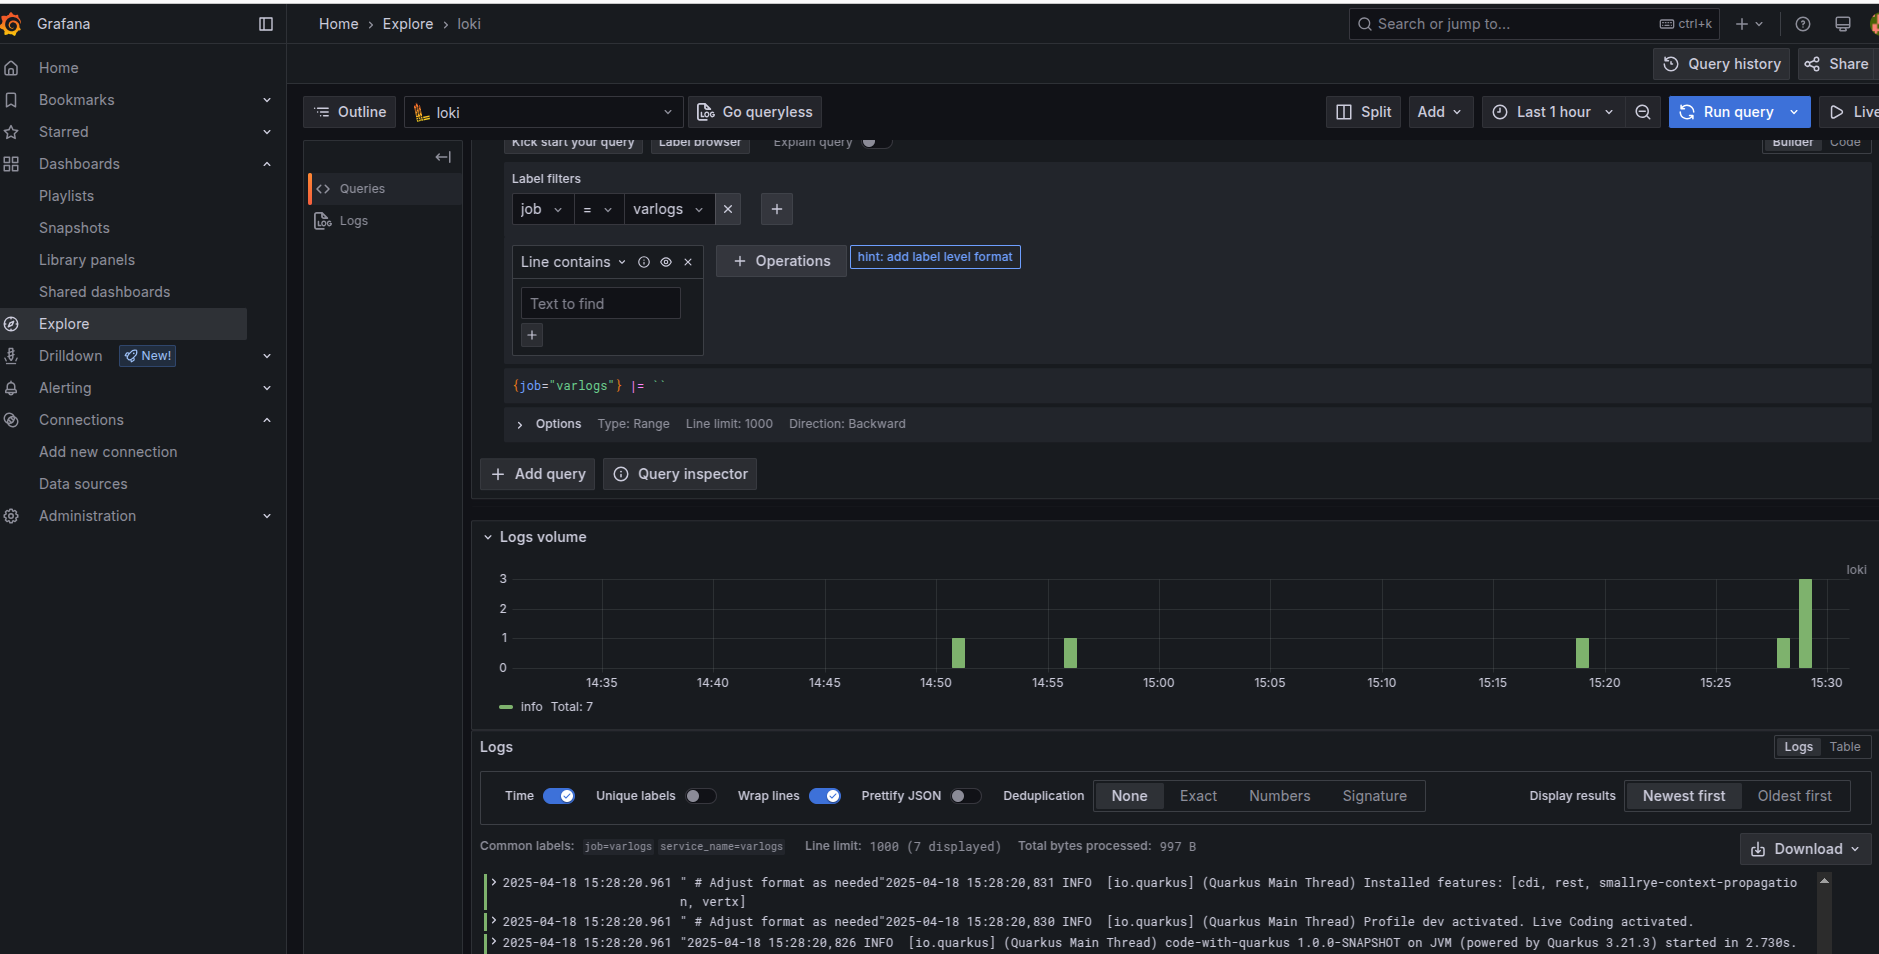 Grafana
Home › Explore › loki
Search or jump to...
ctrl+k
Home
Bookmarks
Starred
Dashboards
Playlists
Snapshots
Library panels
Shared dashboards
Explore
Drilldown
New!
Alerting
Connections
Add new connection
Data sources
Administration
Query history
Share
Outline
loki
Go queryless
Split
Add
Last 1 hour
Run query
Live
Queries
Logs
Kick start your query
Label browser
Explain query
Builder
Code
Label filters
job
=
varlogs
Line contains
Operations
hint: add label level format
Text to find
{job="varlogs"} |= ``
Options Type: Range Line limit: 1000 Direction: Backward
Add query
Query inspector
Logs volume
loki
3
2
1
0
14:35 14:40 14:45 14:50 14:55 15:00 15:05 15:10 15:15 15:20 15:25 15:30
info Total: 7
Logs
Logs Table
Time
Unique labels
Wrap lines
Prettify JSON
Deduplication
None Exact Numbers Signature
Display results
Newest first Oldest first
Common labels: job=varlogs service_name=varlogs Line limit: 1000 (7 displayed) Total bytes processed: 997 B
Download
2025-04-18 15:28:20.961 " # Adjust format as needed"2025-04-18 15:28:20,831 INFO [io.quarkus] (Quarkus Main Thread) Installed features: [cdi, rest, smallrye-context-propagatio
n, vertx]
2025-04-18 15:28:20.961 " # Adjust format as needed"2025-04-18 15:28:20,830 INFO [io.quarkus] (Quarkus Main Thread) Profile dev activated. Live Coding activated.
2025-04-18 15:28:20.961 "2025-04-18 15:28:20,826 INFO [io.quarkus] (Quarkus Main Thread) code-with-quarkus 1.0.0-SNAPSHOT on JVM (powered by Quarkus 3.21.3) started in 2.730s.